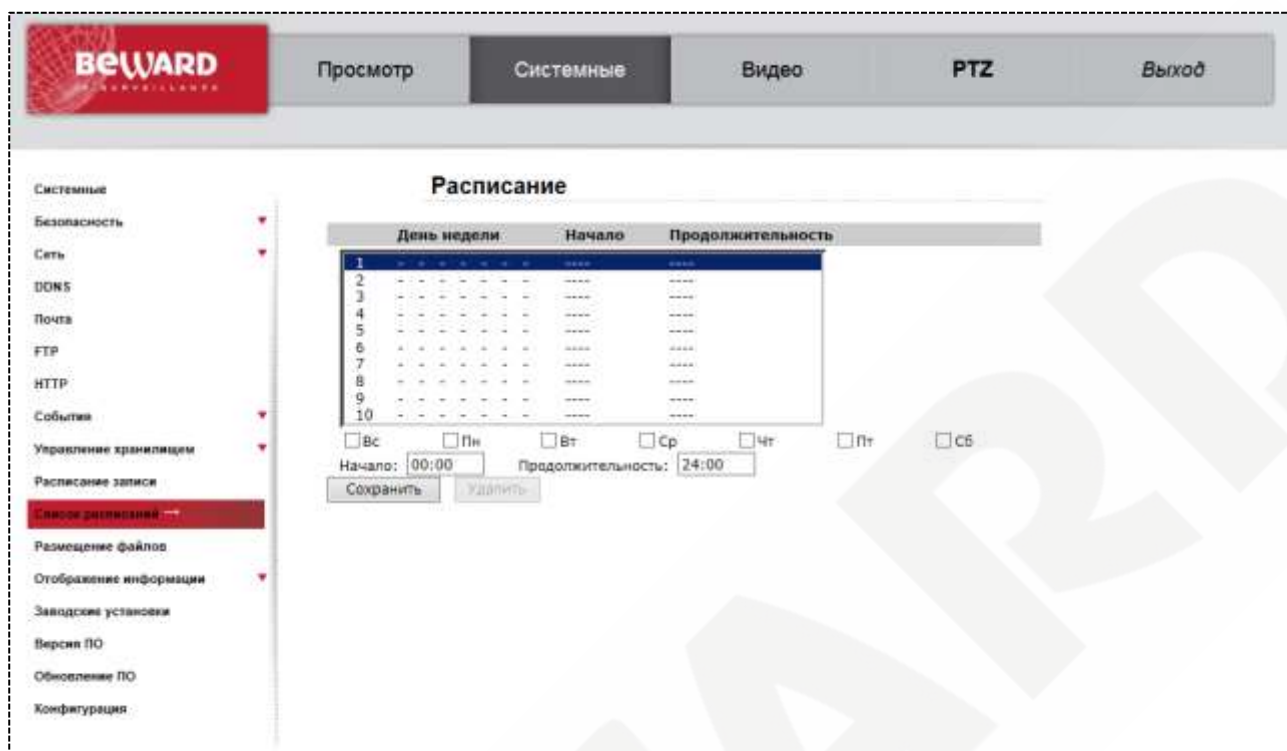 BEWARD
IP SURVEILLANCE
Просмотр Системные Видео PTZ Выход
Системные
Безопасность
Сеть
DDNS
Почта
FTP
HTTP
События
Управление хранилищем
Расписание записи
Список расписаний →
Размещение файлов
Отображение информации
Заводские установки
Версия ПО
Обновление ПО
Конфигурация
Расписание
День недели Начало Продолжительность
1 - - - - - - - ---- ----
2 - - - - - - - ---- ----
3 - - - - - - - ---- ----
4 - - - - - - - ---- ----
5 - - - - - - - ---- ----
6 - - - - - - - ---- ----
7 - - - - - - - ---- ----
8 - - - - - - - ---- ----
9 - - - - - - - ---- ----
10 - - - - - - - ---- ----
Вс Пн Вт Ср Чт Пт Сб
Начало: 00:00 Продолжительность: 24:00
Сохранить Удалить